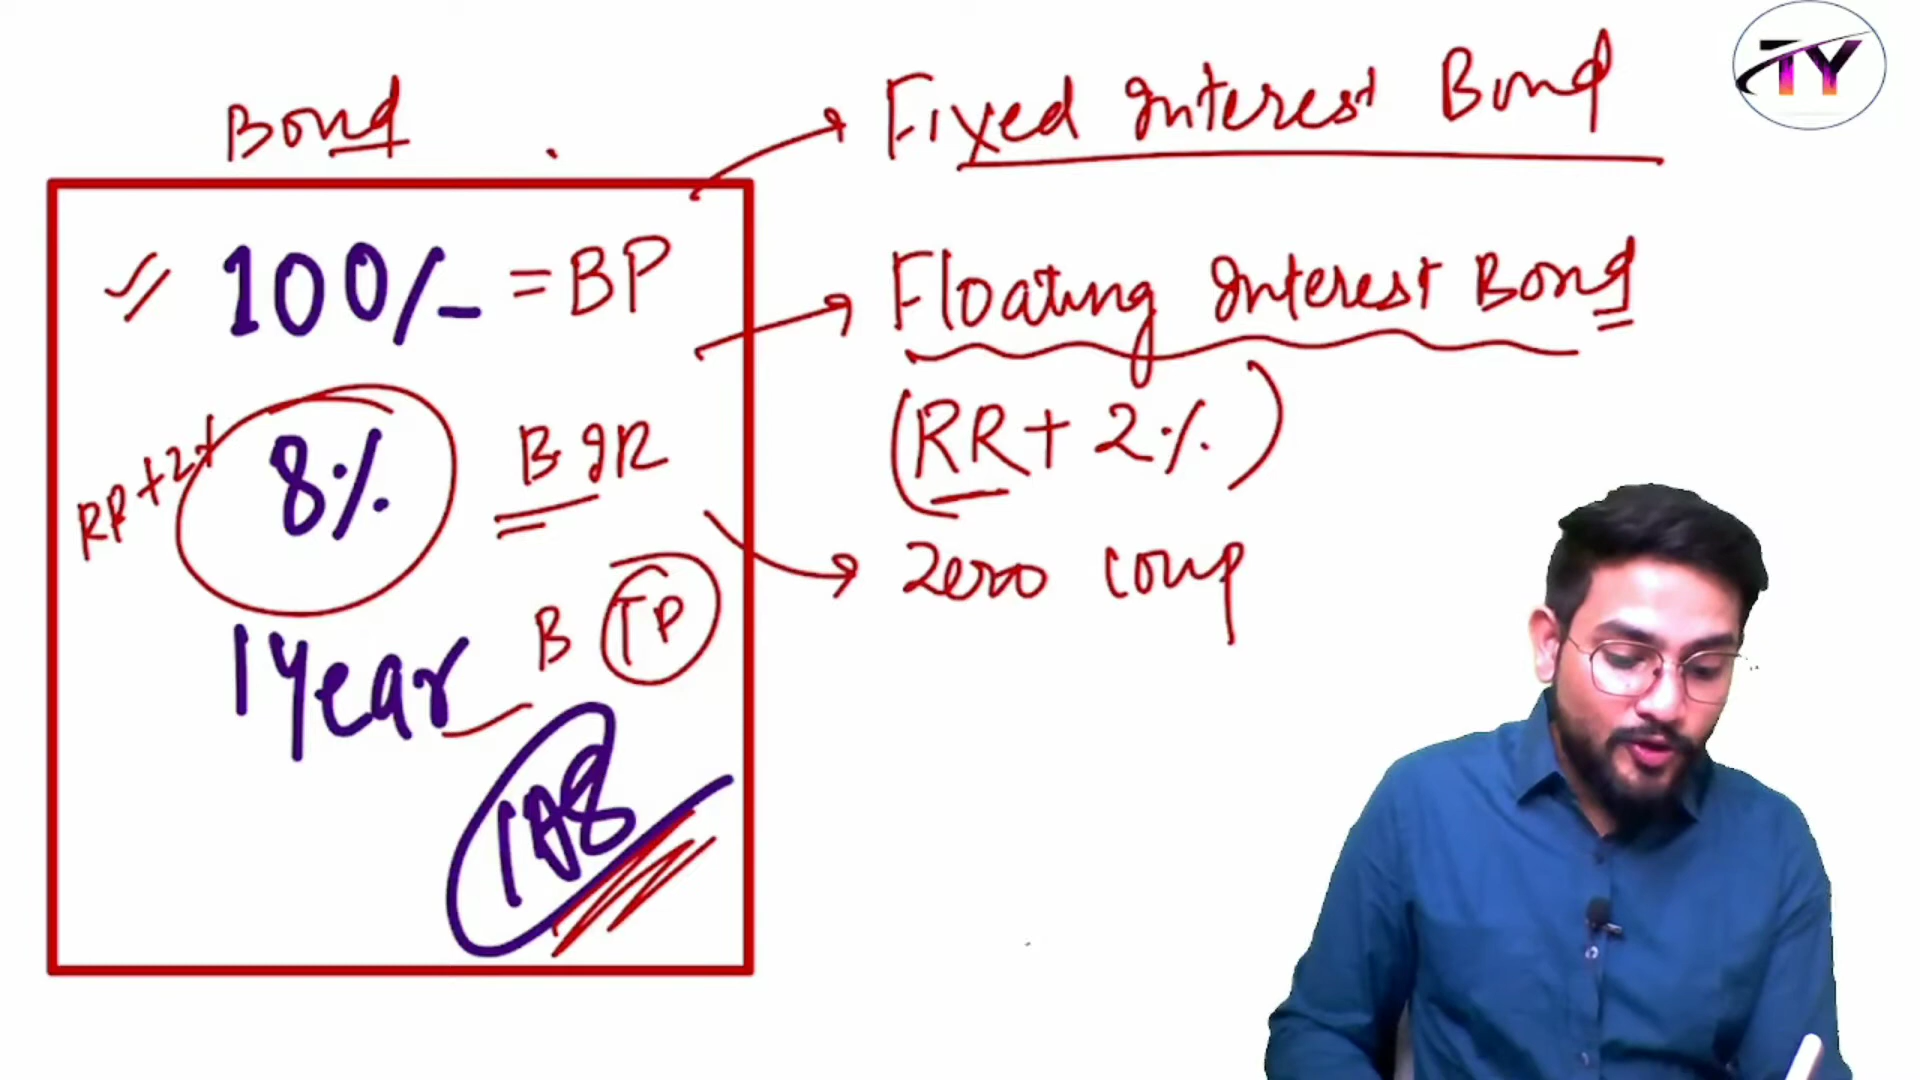 Bond
100/- = BP
RR+2%
8% BIR
1 Year B TP
108
Fixed Interest Bond
Floating Interest Bond
(RR+ 2%)
Zero coup
TY